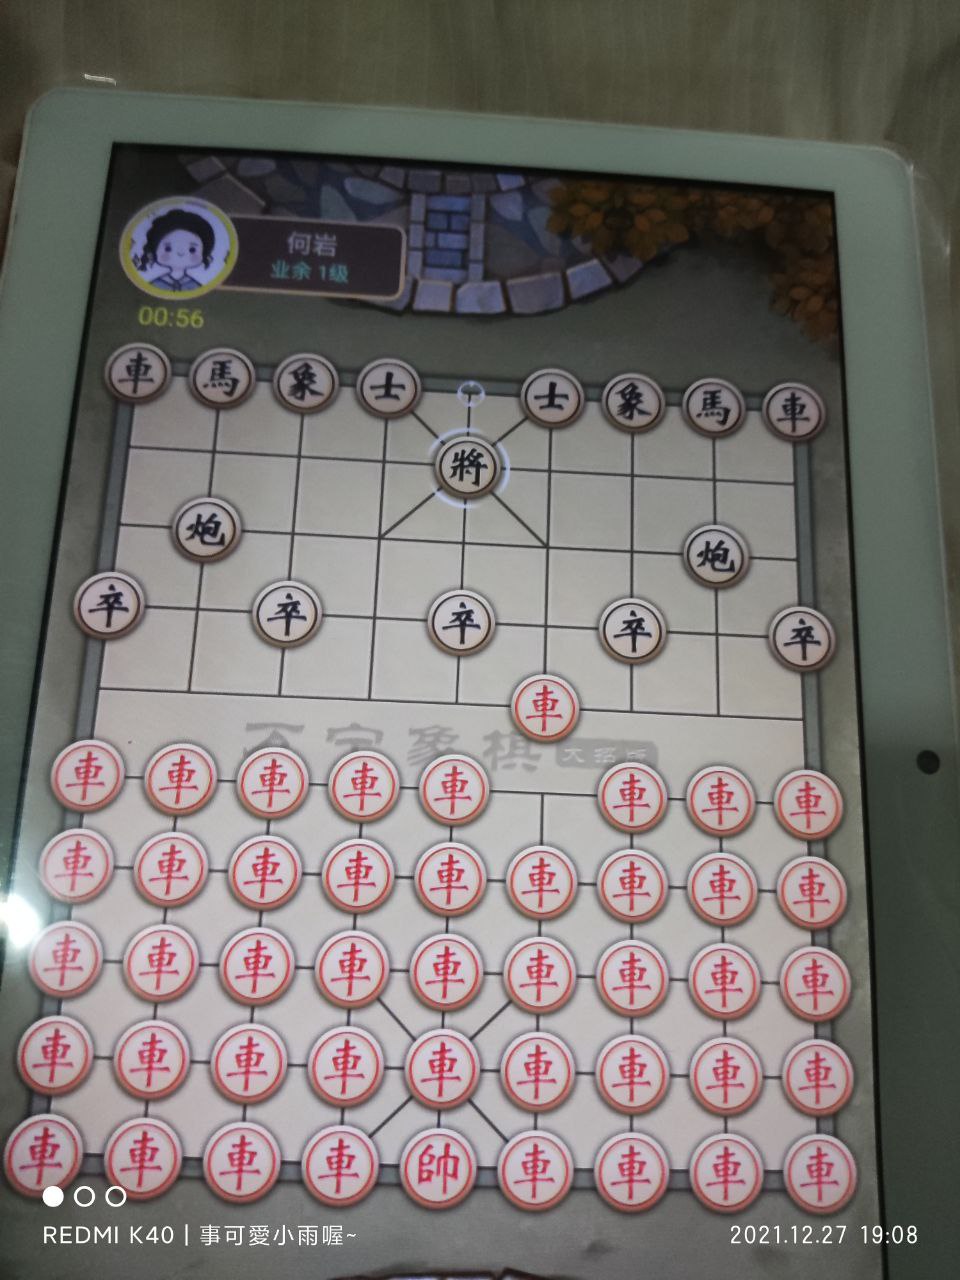 何岩
业余 1级
00:56
車 馬 象 士 士 象 馬 車
將
炮 炮
卒 卒 卒 卒 卒
車
象棋
車 車 車 車 車 車 車 車
車 車 車 車 車 車 車 車 車
車 車 車 車 車 車 車 車 車
車 車 車 車 車 車 車 車 車
車 車 車 車 帥 車 車 車 車
REDMI K40 | 事可愛小雨喔~
2021.12.27 19:08